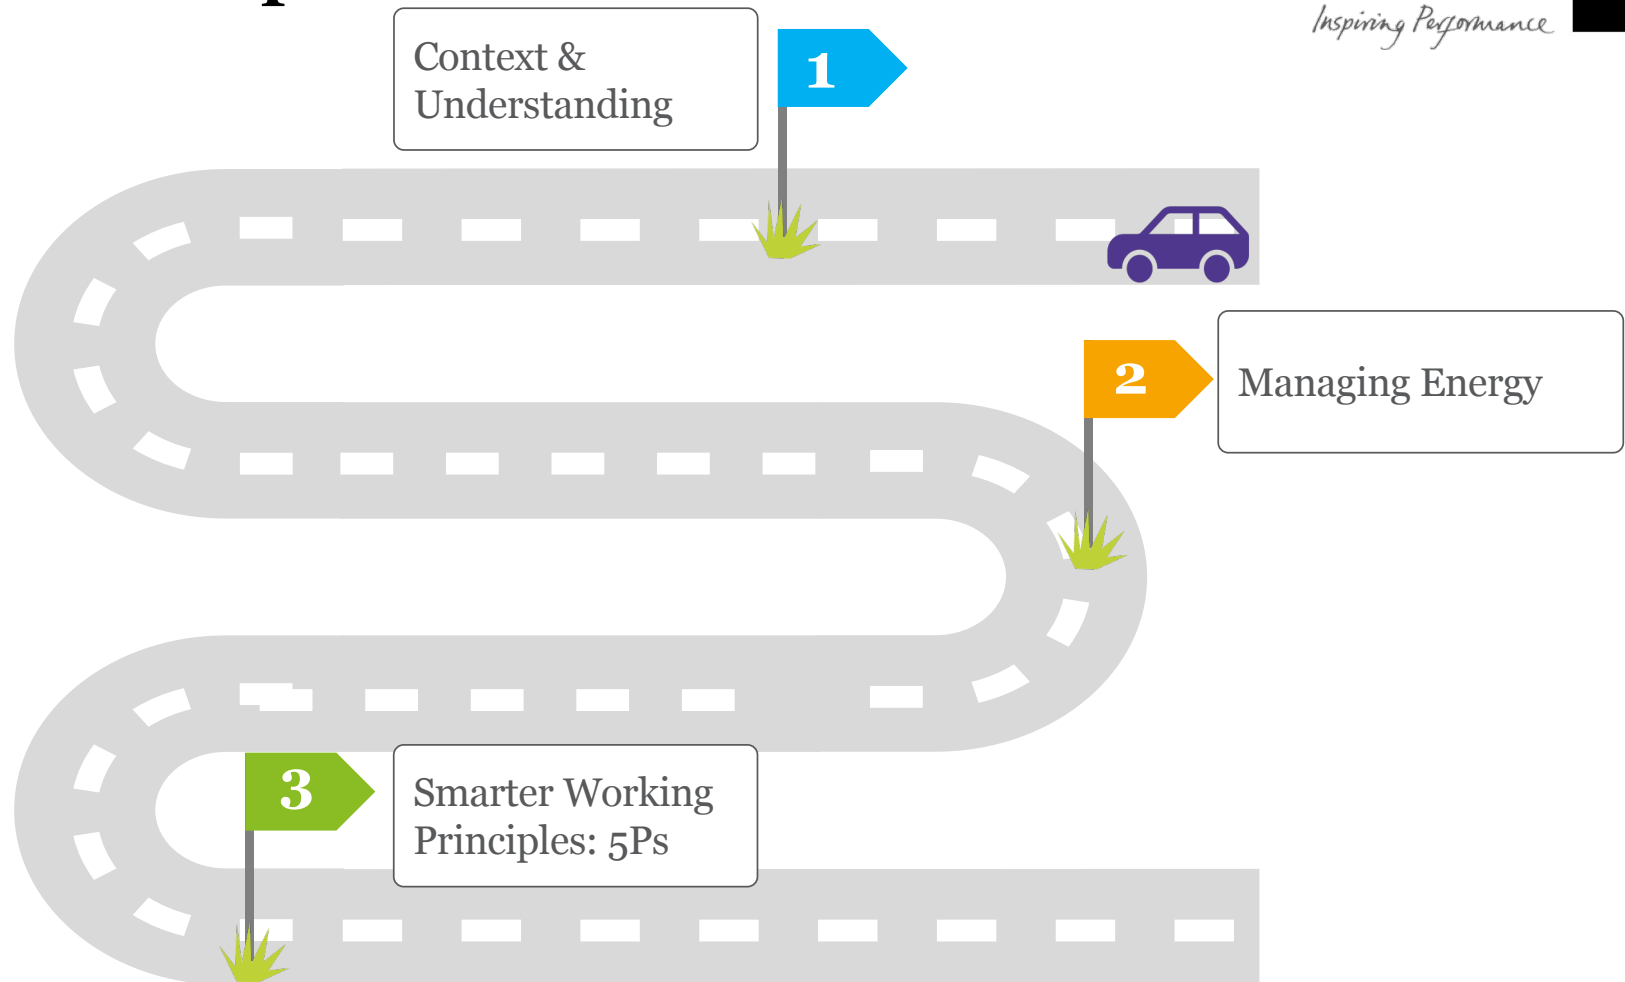 Inspiring Performance
Context &
Understanding
1
2
Managing Energy
3
Smarter Working
Principles: 5Ps